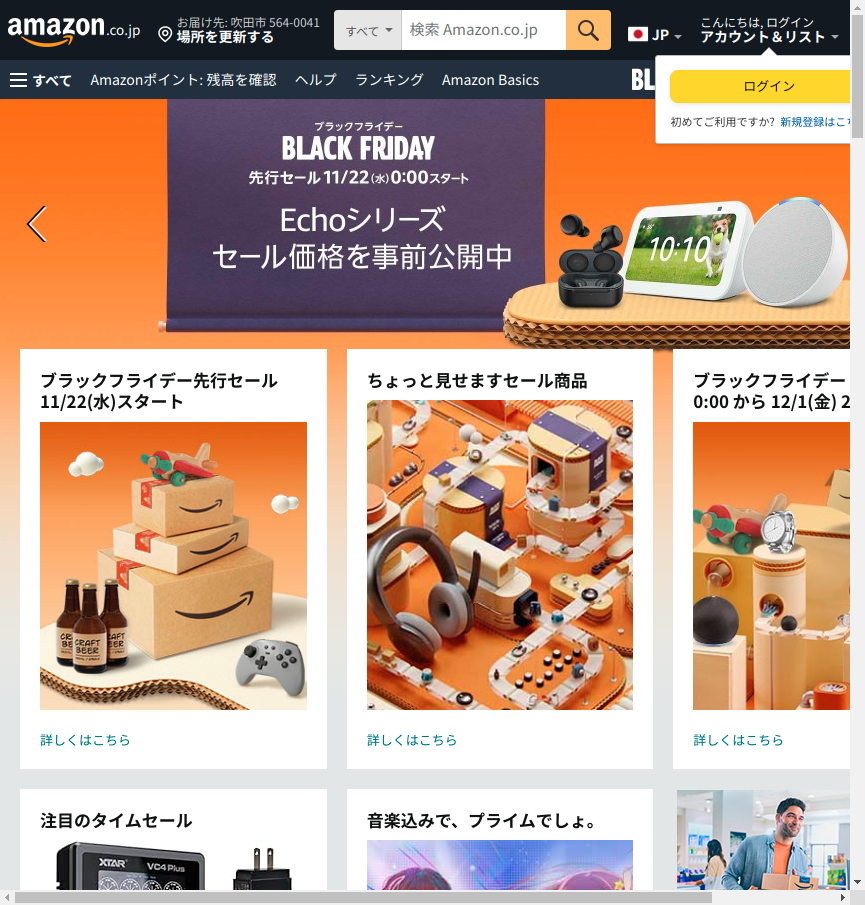 amazon.co.jp
お届け先: 吹田市 564-0041
場所を更新する
すべて
検索 Amazon.co.jp
JP
こんにちは, ログイン
アカウント＆リスト
すべて
Amazonポイント: 残高を確認
ヘルプ
ランキング
Amazon Basics
BL
ログイン
初めてご利用ですか? 新規登録はこち
ブラックフライデー
BLACK FRIDAY
先行セール 11/22(水)0:00スタート
Echoシリーズ
セール価格を事前公開中
10:10
ブラックフライデー先行セール
11/22(水)スタート
CRAFT
BEER
詳しくはこちら
ちょっと見せますセール商品
詳しくはこちら
ブラックフライデー
0:00 から 12/1(金) 2
詳しくはこちら
注目のタイムセール
XTAR
VC4 Plus
音楽込みで、プライムでしょ。